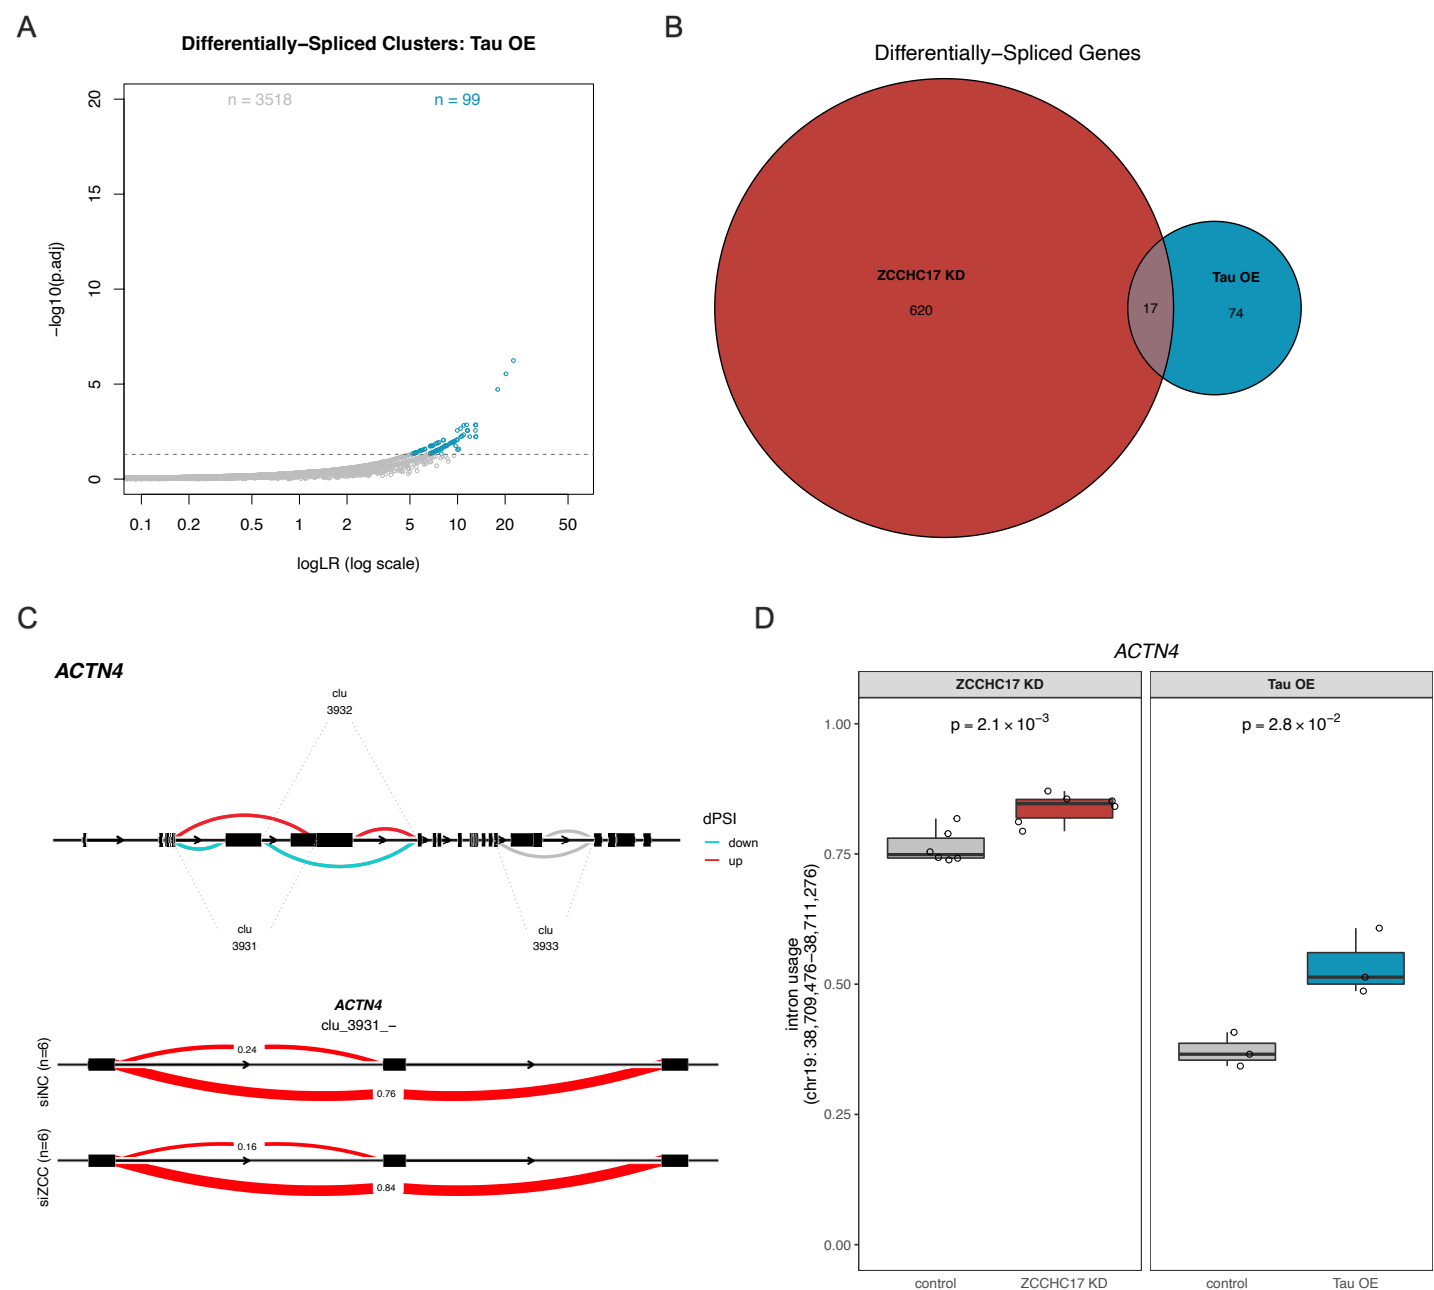 A
Differentially−Spliced Clusters: Tau OE
n = 3518
n = 99
−log10(p.adj)
20
15
10
5
0
0.1 0.2 0.5 1 2 5 10 20 50
logLR (log scale)
B
Differentially−Spliced Genes
ZCCHC17 KD
620
17
Tau OE
74
C
ACTN4
clu
3932
clu
3931
clu
3933
dPSI
down
up
ACTN4
clu_3931_−
siNC (n=6)
0.24
0.76
siZCC (n=6)
0.16
0.84
D
ACTN4
ZCCHC17 KD
Tau OE
p = 2.1 × 10⁻³
p = 2.8 × 10⁻²
intron usage
(chr19: 38,709,476−38,711,276)
1.00
0.75
0.50
0.25
0.00
control ZCCHC17 KD
control Tau OE